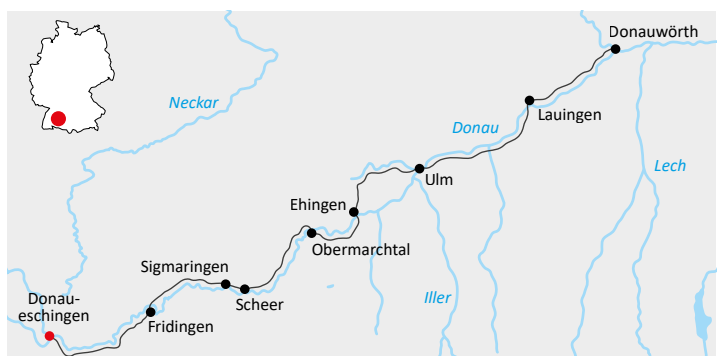 Donauwörth
Neckar
Lauingen
Donau
Lech
Ulm
Ehingen
Obermarchtal
Sigmaringen
Scheer
Iller
Donau-
eschingen
Fridingen